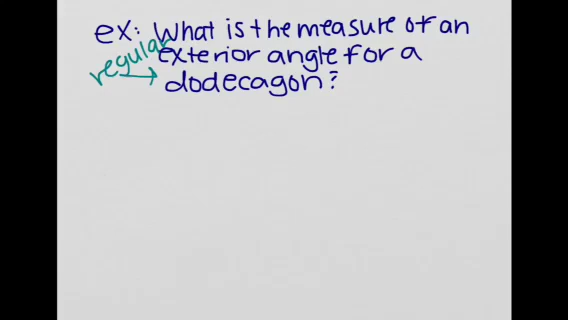 ex: What is the measure of an
exterior angle for a
regular → dodecagon?